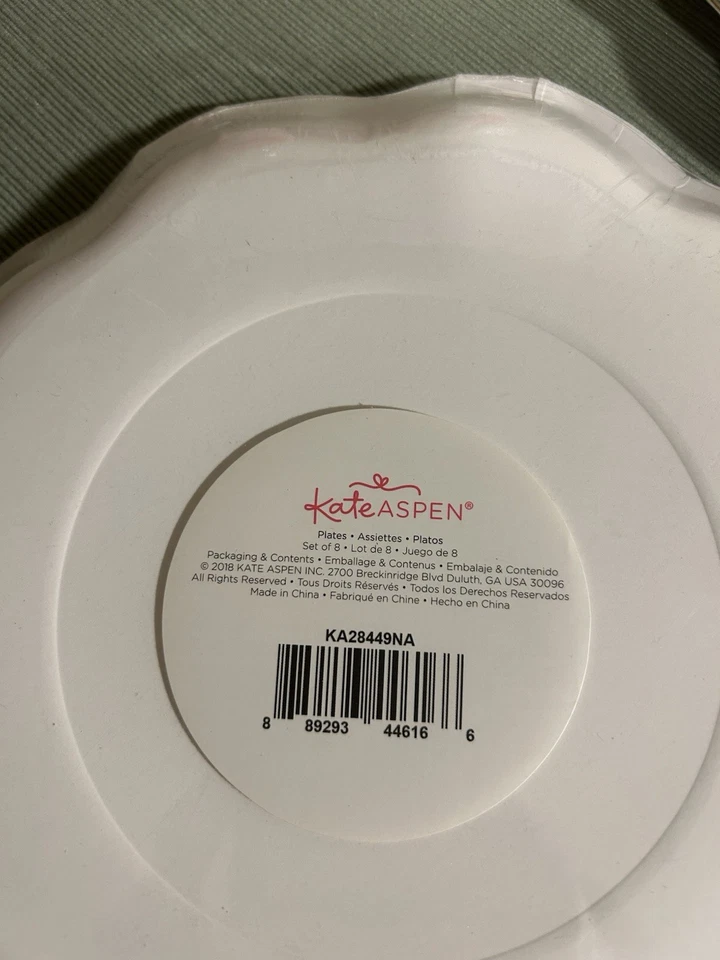 kate ASPEN®
Plates • Assiettes • Platos
Set of 8 • Lot de 8 • Juego de 8
Packaging & Contents • Emballage & Contenus • Embalaje & Contenido
© 2018 KATE ASPEN INC. 2700 Breckinridge Blvd Duluth, GA USA 30096
All Rights Reserved • Tous Droits Réservés • Todos los Derechos Reservados
Made in China • Fabriqué en Chine • Hecho en China
KA28449NA
8 89293 44616 6